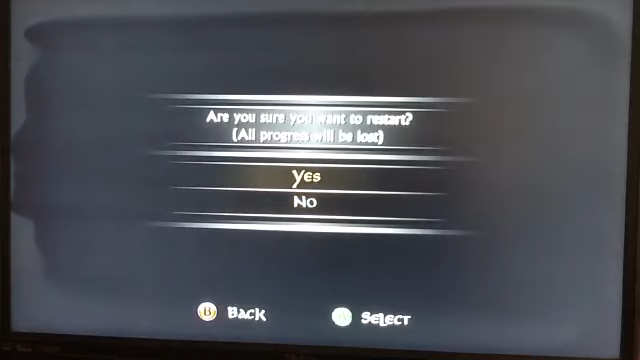 Are you sure you want to restart?
(All progress will be lost)
Yes
No
B Back
A Select